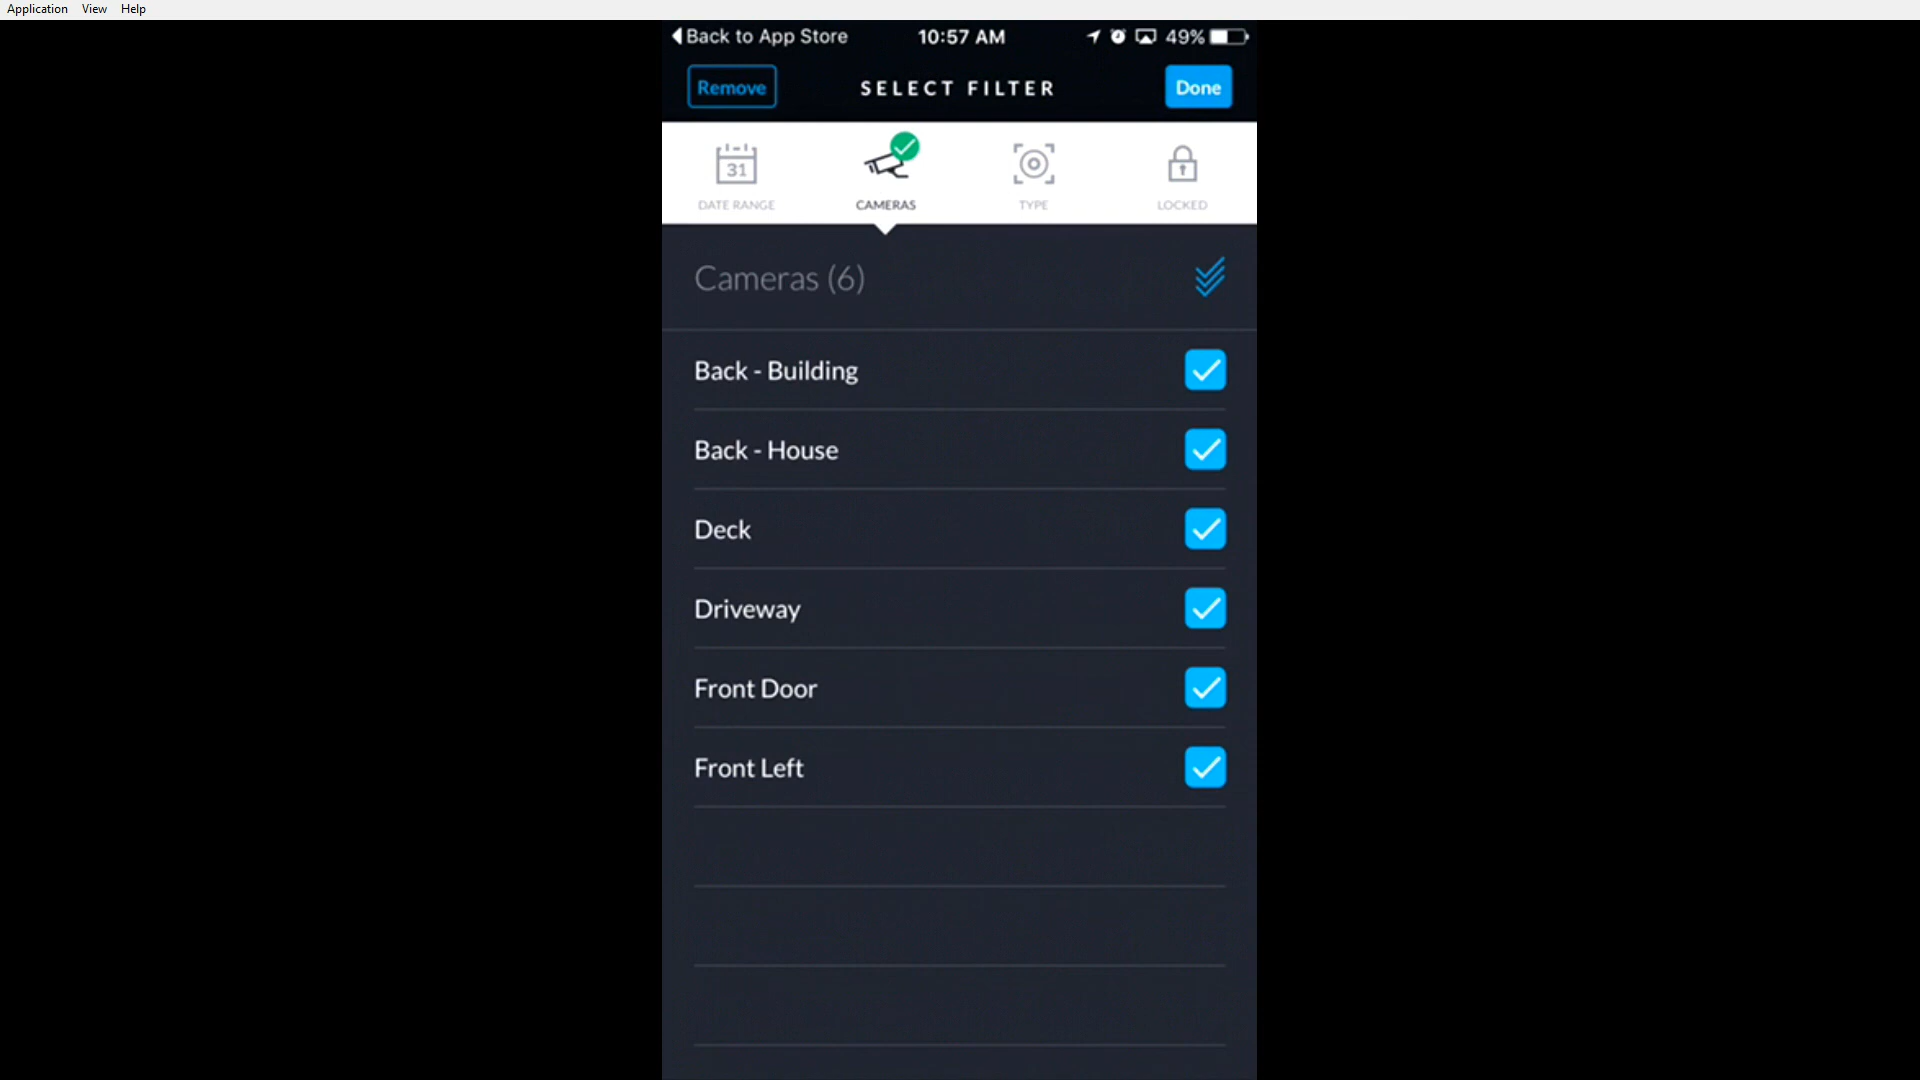 Application View Help
Back to App Store 10:57 AM 49%
Remove SELECT FILTER Done
31
DATE RANGE CAMERAS TYPE LOCKED
Cameras (6)
Back - Building
Back - House
Deck
Driveway
Front Door
Front Left